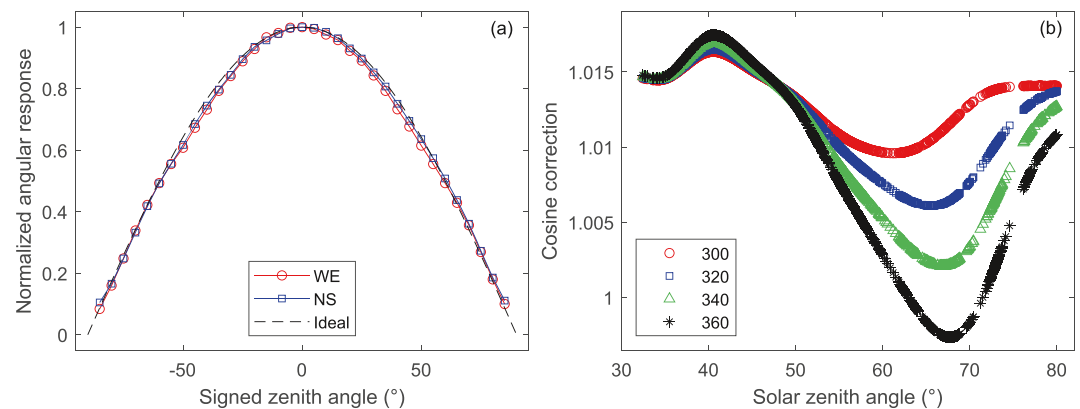 (a)
Normalized angular response
1
0.8
0.6
0.4
0.2
0
WE
NS
Ideal
-50
0
50
Signed zenith angle (°)
(b)
Cosine correction
1.015
1.01
1.005
1
300
320
340
360
30
40
50
60
70
80
Solar zenith angle (°)